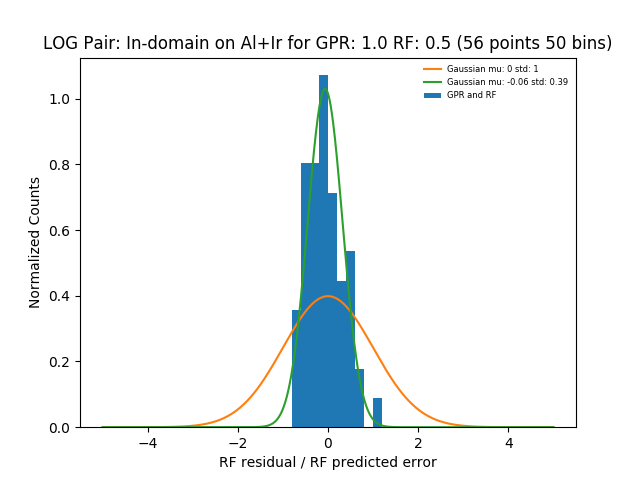 LOG Pair: In-domain on Al+Ir for GPR: 1.0 RF: 0.5 (56 points 50 bins)
Gaussian mu: 0 std: 1
Gaussian mu: -0.06 std: 0.39
GPR and RF
Normalized Counts
1.0
0.8
0.6
0.4
0.2
0.0
−4
−2
0
2
4
RF residual / RF predicted error